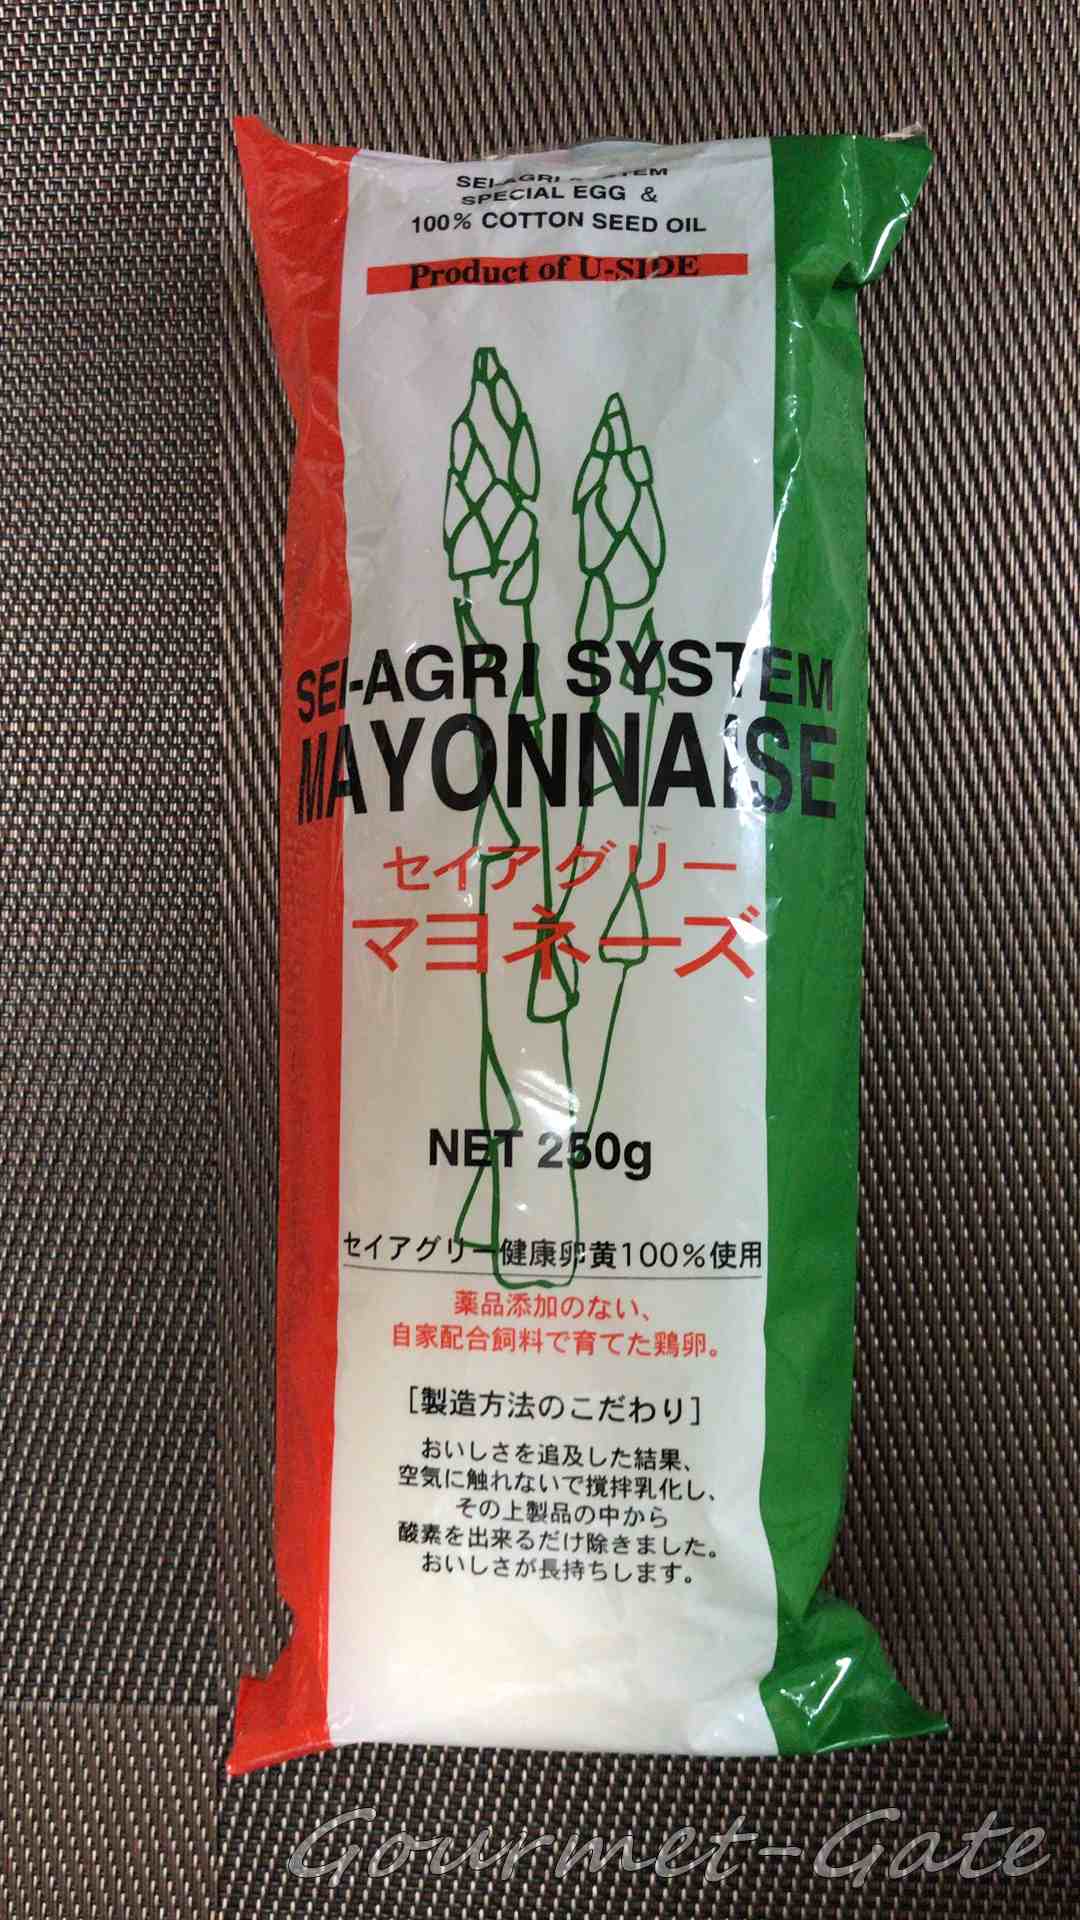 SEI-AGRI SYSTEM
SPECIAL EGG &
100% COTTON SEED OIL
Product of U-SIDE
SEI-AGRI SYSTEM
MAYONNAISE
セイアグリー
マヨネーズ
NET 250g
セイアグリー健康卵黄100%使用
薬品添加のない、
自家配合飼料で育てた鶏卵。
[製造方法のこだわり]
おいしさを追及した結果、
空気に触れないで撹拌乳化し、
その上製品の中から
酸素を出来るだけ除きました。
おいしさが長持ちします。
Gourmet-Gate